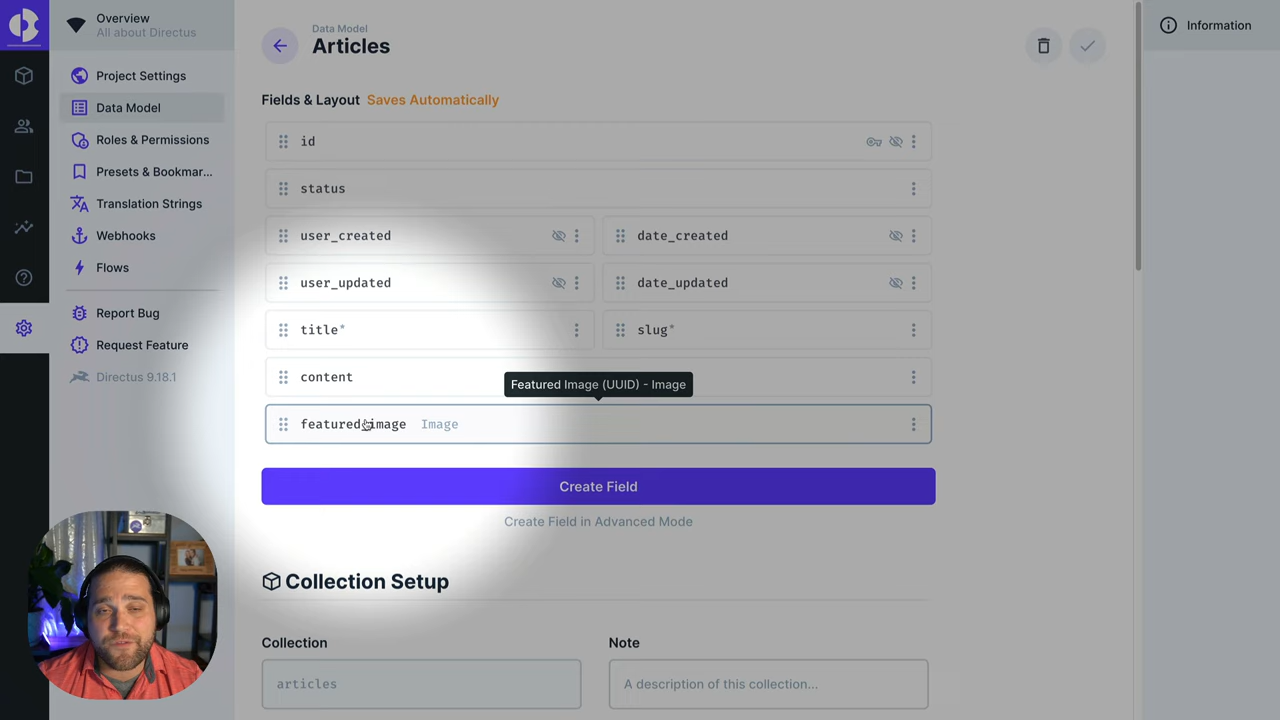 Overview
All about Directus
Project Settings
Data Model
Roles & Permissions
Presets & Bookmar...
Translation Strings
Webhooks
Flows
Report Bug
Request Feature
Directus 9.18.1
Data Model
Articles
Fields & Layout Saves Automatically
id
status
user_created
date_created
user_updated
date_updated
title*
slug*
content
Featured Image (UUID) - Image
featured_image Image
Create Field
Create Field in Advanced Mode
Collection Setup
Collection
Note
articles
A description of this collection...
Information